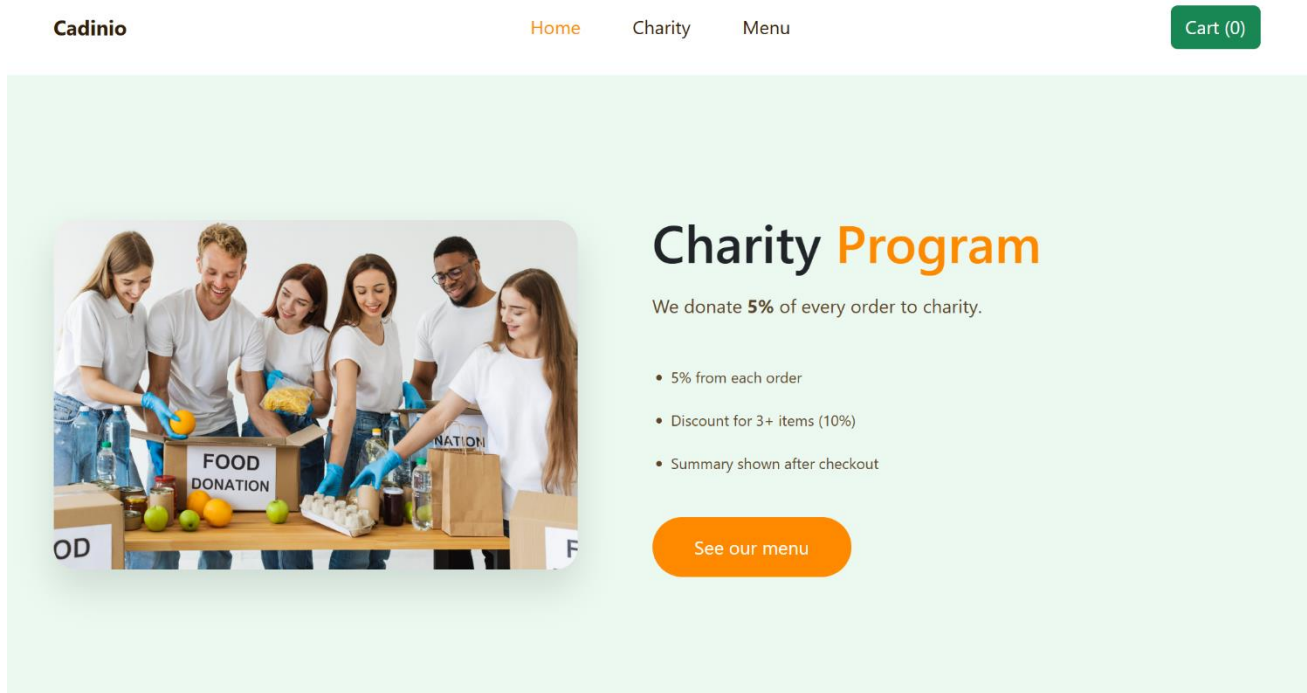 Cadinio
Home
Charity
Menu
Cart (0)
Charity Program
We donate 5% of every order to charity.
5% from each order
Discount for 3+ items (10%)
Summary shown after checkout
See our menu
NATION
FOOD
DONATION
OD
F